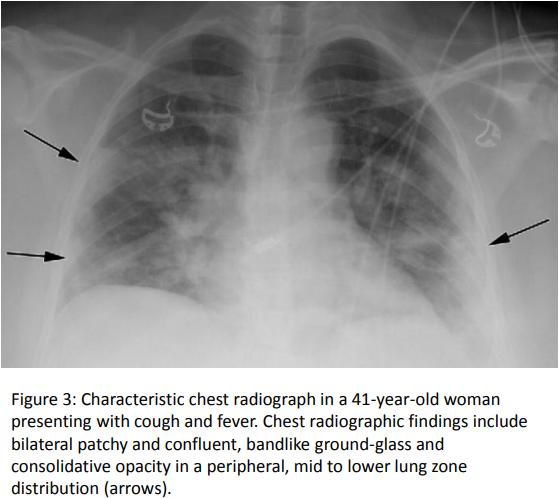 Figure 3: Characteristic chest radiograph in a 41-year-old woman
presenting with cough and fever. Chest radiographic findings include
bilateral patchy and confluent, bandlike ground-glass and
consolidative opacity in a peripheral, mid to lower lung zone
distribution (arrows).